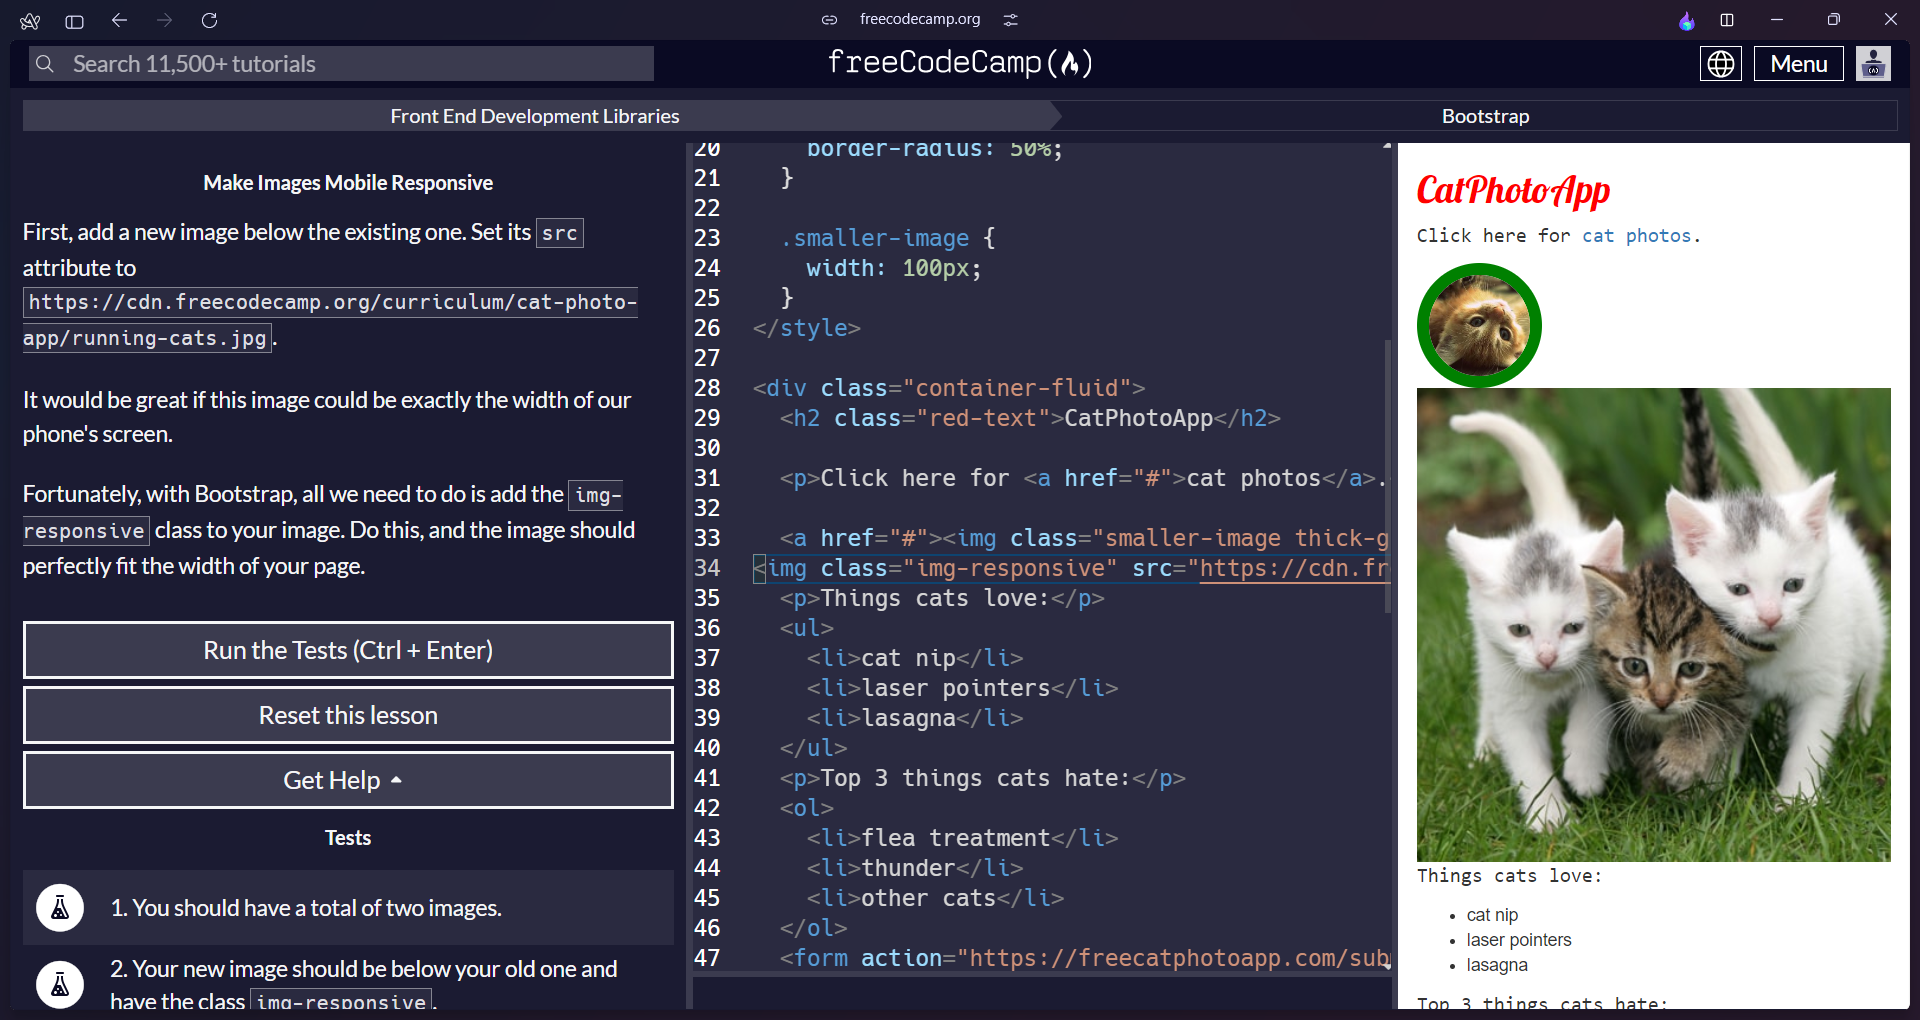 freecodecamp.org
Search 11,500+ tutorials
freeCodeCamp
Menu
Front End Development Libraries
Bootstrap
Make Images Mobile Responsive
First, add a new image below the existing one. Set its src
attribute to
https://cdn.freecodecamp.org/curriculum/cat-photo-
app/running-cats.jpg.
It would be great if this image could be exactly the width of our
phone's screen.
Fortunately, with Bootstrap, all we need to do is add the img-
responsive class to your image. Do this, and the image should
perfectly fit the width of your page.
Run the Tests (Ctrl + Enter)
Reset this lesson
Get Help
Tests
1. You should have a total of two images.
2. Your new image should be below your old one and
have the class img-responsive.
20 border-radius: 50%;
21 }
22
23 .smaller-image {
24 width: 100px;
25 }
26 </style>
27
28 <div class="container-fluid">
29 <h2 class="red-text">CatPhotoApp</h2>
30
31 <p>Click here for <a href="#">cat photos</a>.
32
33 <a href="#"><img class="smaller-image thick-g
34 <img class="img-responsive" src="https://cdn.fr
35 <p>Things cats love:</p>
36 <ul>
37 <li>cat nip</li>
38 <li>laser pointers</li>
39 <li>lasagna</li>
40 </ul>
41 <p>Top 3 things cats hate:</p>
42 <ol>
43 <li>flea treatment</li>
44 <li>thunder</li>
45 <li>other cats</li>
46 </ol>
47 <form action="https://freecatphotoapp.com/sub
CatPhotoApp
Click here for cat photos.
Things cats love:
• cat nip
• laser pointers
• lasagna
Top 3 things cats hate: